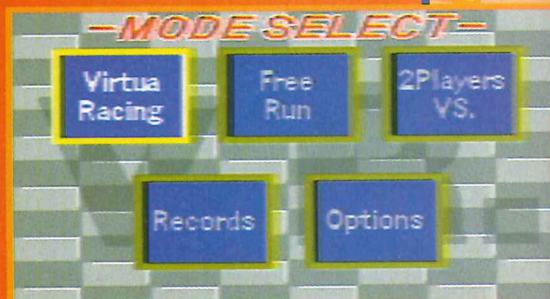 -MODE SELECT-
Virtua
Racing
Free
Run
2Players
VS.
Records
Options